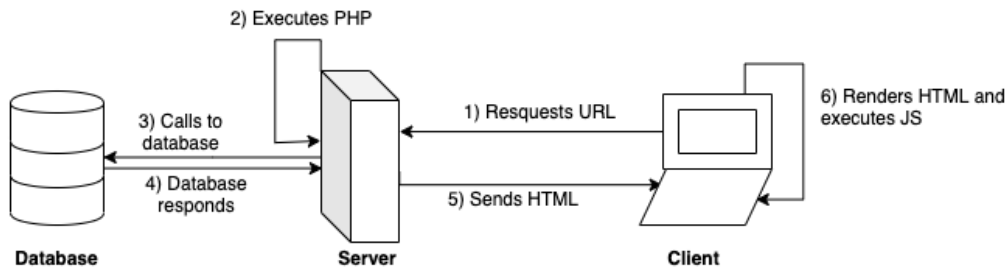 2) Executes PHP
1) Resquests URL
6) Renders HTML and
executes JS
3) Calls to
database
4) Database
responds
5) Sends HTML
Database
Server
Client